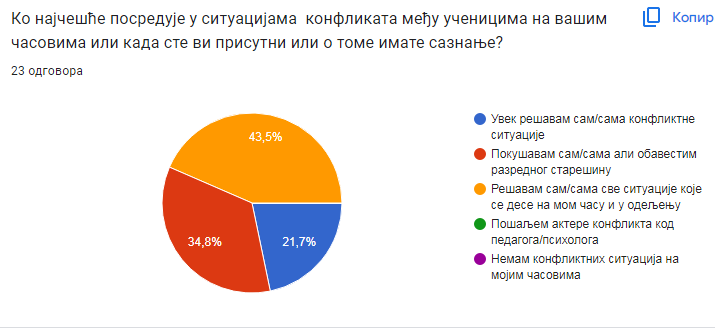 Ко најчешће посредује у ситуацијама  конфликата међу ученицима на вашим
часовима или када сте ви присутни или о томе имате сазнање?
Копир
23 одговора
43,5%
34,8%
21,7%
Увек решавам сам/сама конфликтне
ситуације
Покушавам сам/сама али обавестим
разредног старешину
Решавам сам/сама све ситуације које
се десе на мом часу и у одељењу
Пошаљем актере конфликта код
педагога/психолога
Немам конфликтних ситуација на
мојим часовима